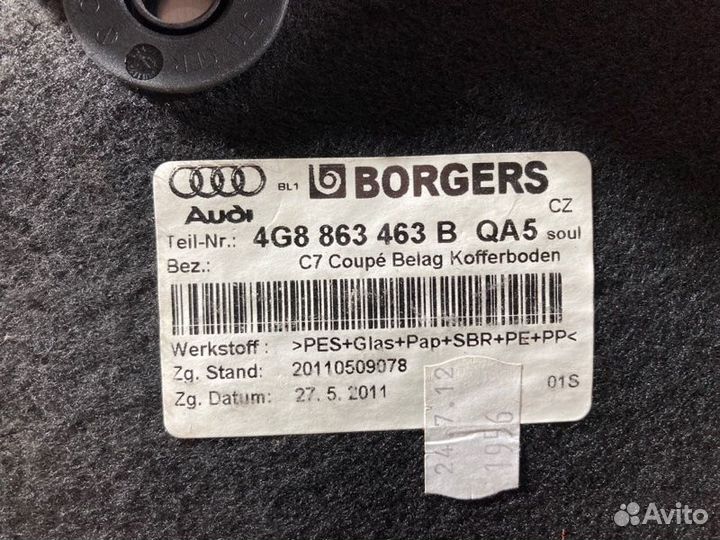 BL1 BORGERS
Audi CZ
Teil-Nr.: 4G8 863 463 B QA5 soul
Bez.: C7 Coupé Belag Kofferboden
Werkstoff : >PES+Glas+Pap+SBR+PE+PP<
Zg. Stand: 20110509078
Zg. Datum: 27. 5. 2011 01S
24.7.12
1956
Avito